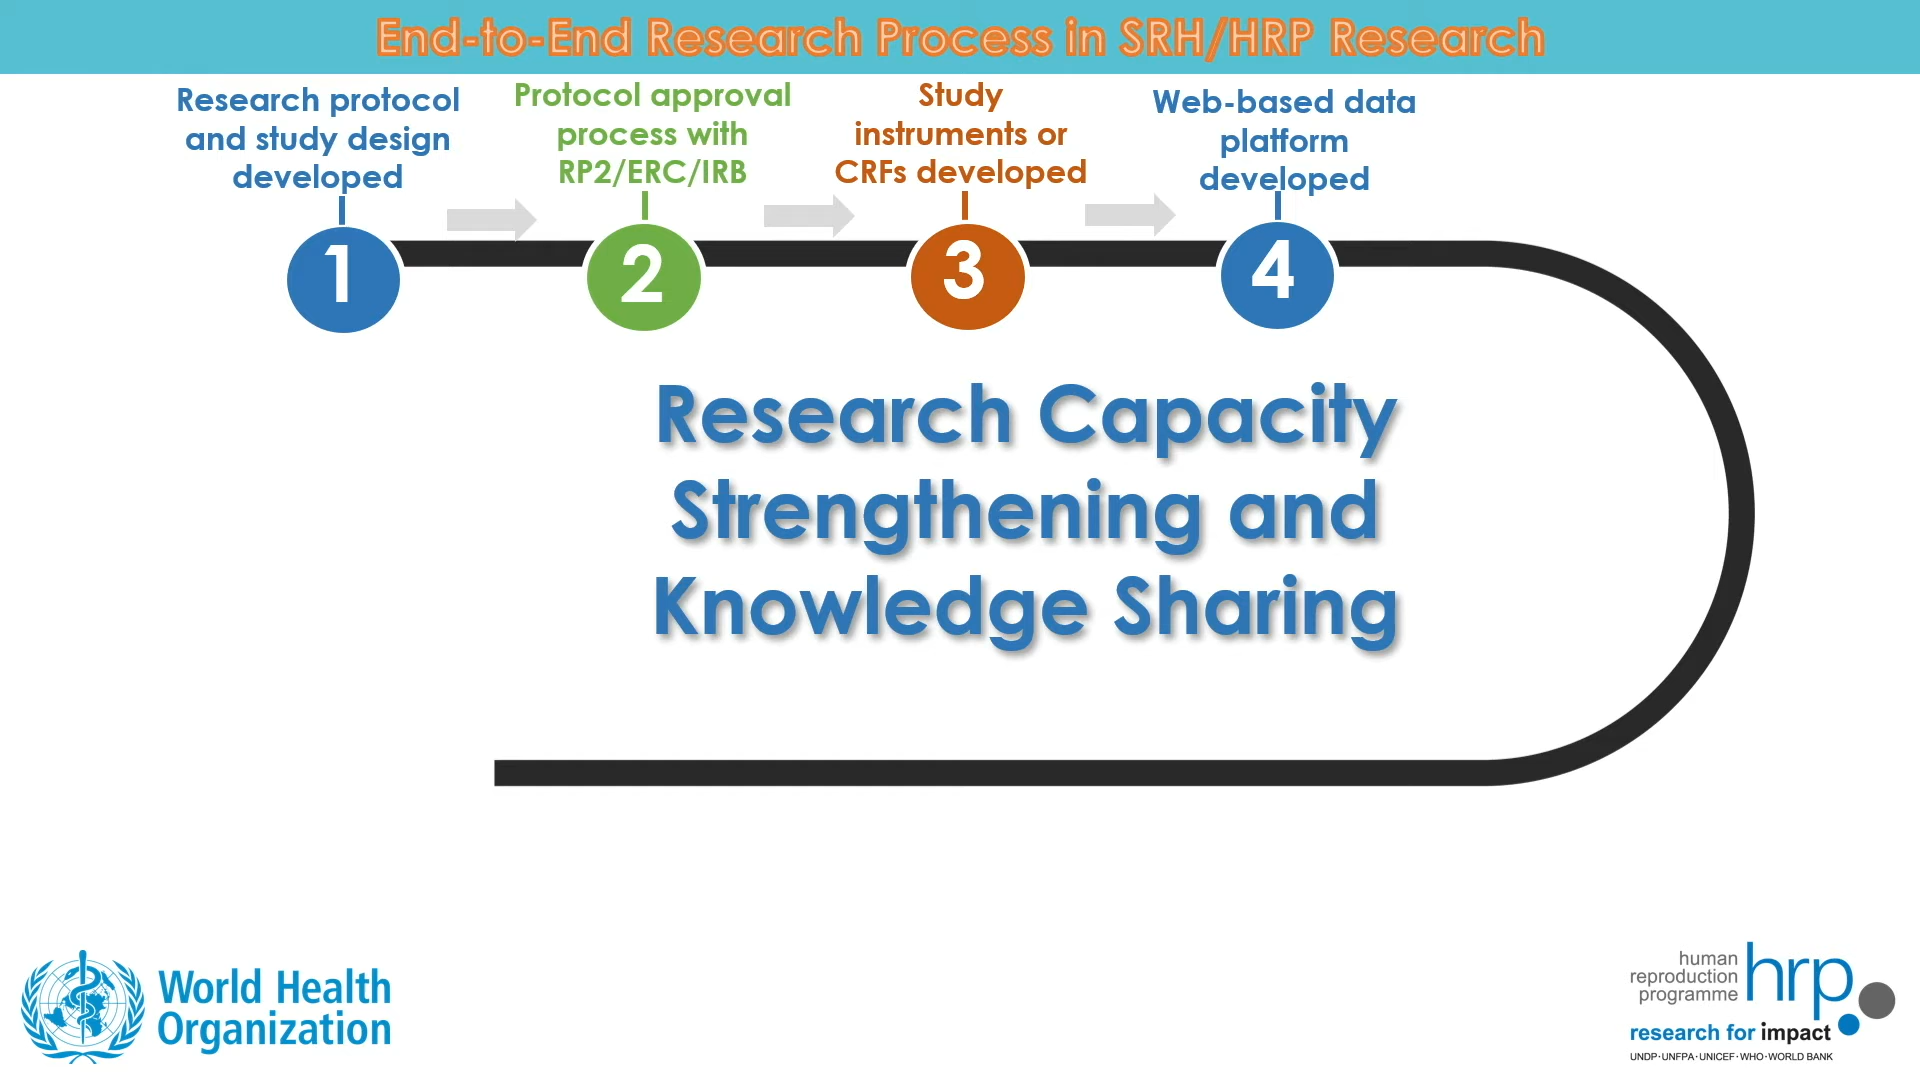 End-to-End Research Process in SRH/HRP Research
Research protocol
and study design
developed
Protocol approval
process with
RP2/ERC/IRB
Study
instruments or
CRFs developed
Web-based data
platform
developed
1
2
3
4
Research Capacity
Strengthening and
Knowledge Sharing
World Health
Organization
human
reproduction
programme
hrp
research for impact
UNDP·UNFPA·UNICEF·WHO·WORLD BANK